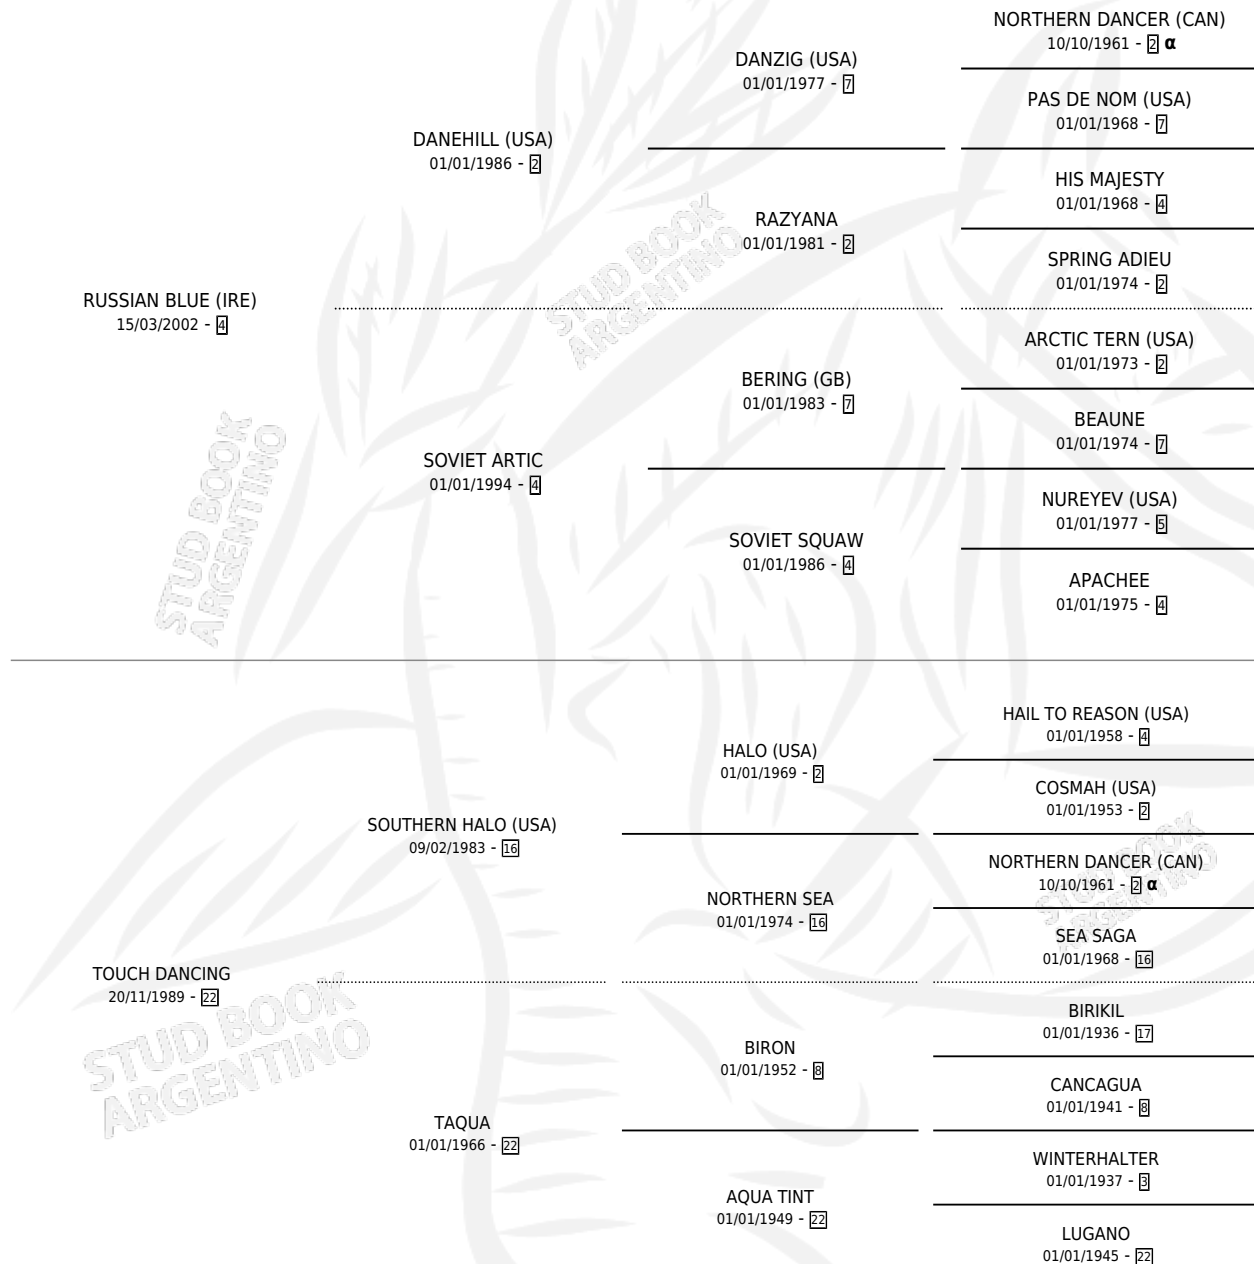 NORTHERN DANCER (CAN)
10/10/1961 - 2 α
DANZIG (USA)
01/01/1977 - 7
PAS DE NOM (USA)
01/01/1968 - 7
DANEHILL (USA)
01/01/1986 - 2
HIS MAJESTY
01/01/1968 - 4
RAZYANA
01/01/1981 - 2
SPRING ADIEU
01/01/1974 - 2
RUSSIAN BLUE (IRE)
15/03/2002 - 4
ARCTIC TERN (USA)
01/01/1973 - 2
BERING (GB)
01/01/1983 - 7
BEAUNE
01/01/1974 - 7
SOVIET ARTIC
01/01/1994 - 4
NUREYEV (USA)
01/01/1977 - 5
SOVIET SQUAW
01/01/1986 - 4
APACHEE
01/01/1975 - 4
HAIL TO REASON (USA)
01/01/1958 - 4
HALO (USA)
01/01/1969 - 2
COSMAH (USA)
01/01/1953 - 2
SOUTHERN HALO (USA)
09/02/1983 - 16
NORTHERN DANCER (CAN)
10/10/1961 - 2 α
NORTHERN SEA
01/01/1974 - 16
SEA SAGA
01/01/1968 - 16
TOUCH DANCING
20/11/1989 - 22
BIRIKIL
01/01/1936 - 17
BIRON
01/01/1952 - 8
CANCAGUA
01/01/1941 - 8
TAQUA
01/01/1966 - 22
WINTERHALTER
01/01/1937 - 3
AQUA TINT
01/01/1949 - 22
LUGANO
01/01/1945 - 22
STUD BOOK
ARGENTINO
STUD BOOK
ARGENTINO
STUD BOOK
ARGENTINO
STUD BOOK
ARGENTINO